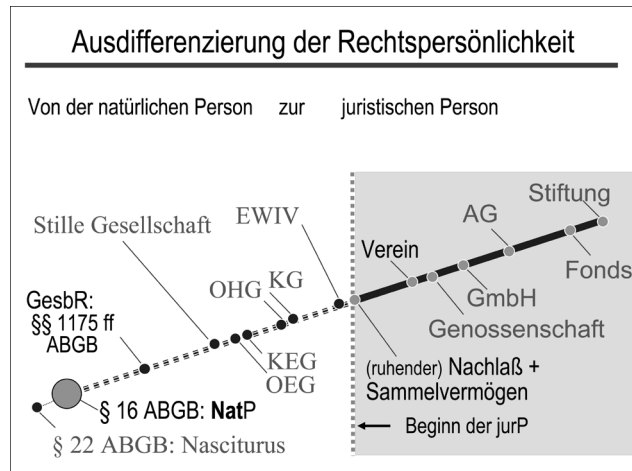 Ausdifferenzierung der Rechtspersönlichkeit
Von der natürlichen Person zur juristischen Person
Stiftung
AG
EWIV
Stille Gesellschaft
Verein
Fonds
KG
OHG
GmbH
GesbR:
§§ 1175 ff
ABGB
Genossenschaft
KEG
OEG
(ruhender) Nachlaß +
Sammelvermögen
§ 16 ABGB: NatP
Beginn der jurP
§ 22 ABGB: Nasciturus